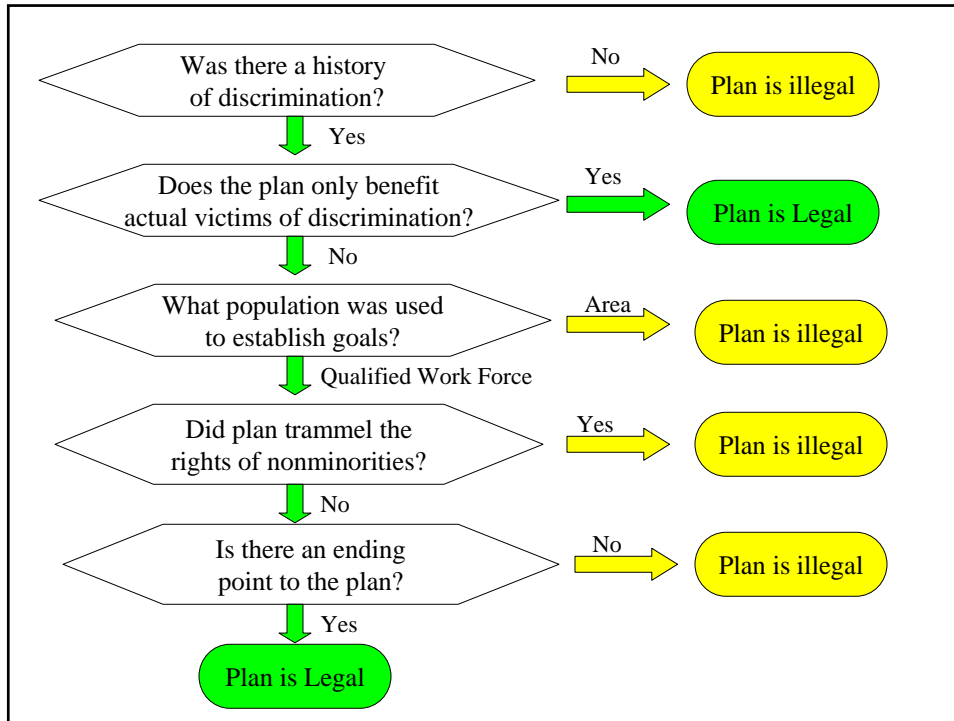 Was there a history
of discrimination?
No
Plan is illegal
Yes
Does the plan only benefit
actual victims of discrimination?
Yes
Plan is Legal
No
What population was used
to establish goals?
Area
Plan is illegal
Qualified Work Force
Did plan trammel the
rights of nonminorities?
Yes
Plan is illegal
No
Is there an ending
point to the plan?
No
Plan is illegal
Yes
Plan is Legal